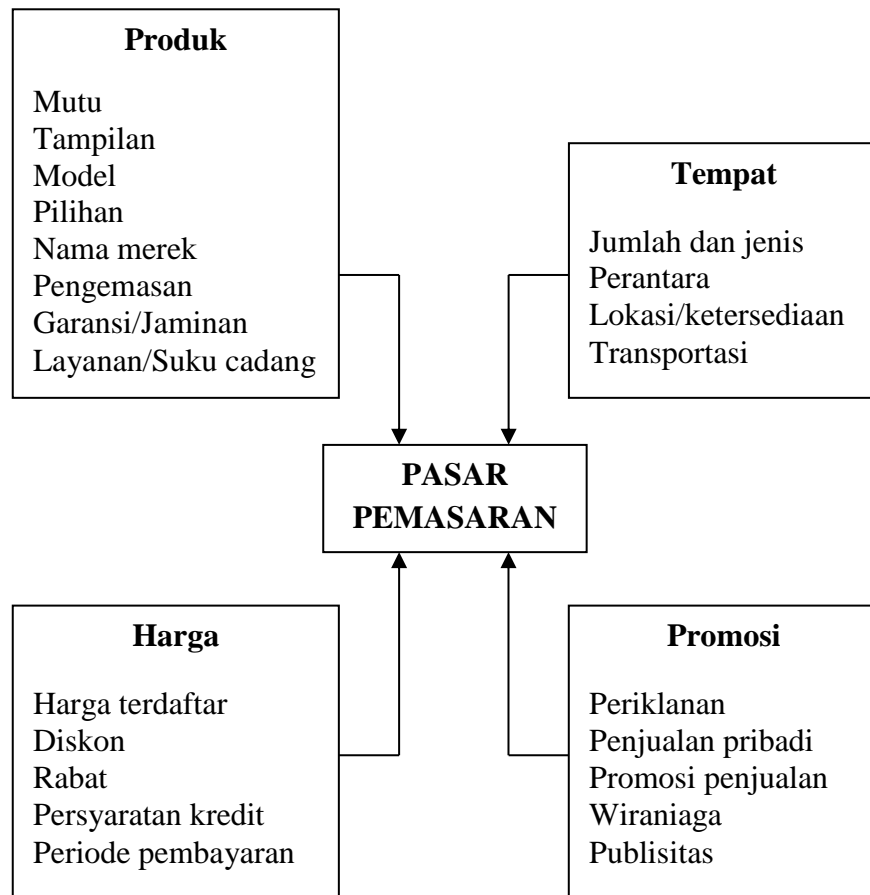 Produk
Mutu
Tampilan
Model
Pilihan
Nama merek
Pengemasan
Garansi/Jaminan
Layanan/Suku cadang
Tempat
Jumlah dan jenis
Perantara
Lokasi/ketersediaan
Transportasi
PASAR
PEMASARAN
Harga
Harga terdaftar
Diskon
Rabat
Persyaratan kredit
Periode pembayaran
Promosi
Periklanan
Penjualan pribadi
Promosi penjualan
Wiraniaga
Publisitas